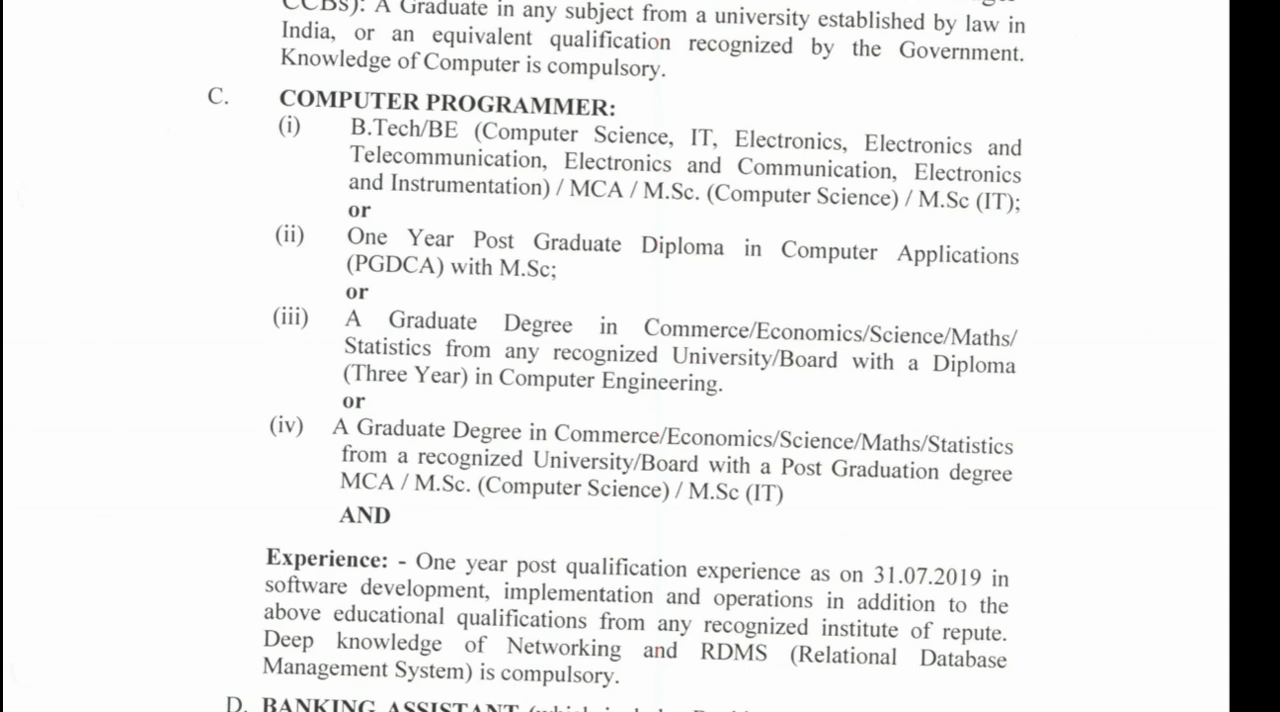 CCBs): A Graduate in any subject from a university established by law in
India, or an equivalent qualification recognized by the Government.
Knowledge of Computer is compulsory.
C. COMPUTER PROGRAMMER:
(i) B.Tech/BE (Computer Science, IT, Electronics, Electronics and
Telecommunication, Electronics and Communication, Electronics
and Instrumentation) / MCA / M.Sc. (Computer Science) / M.Sc (IT);
or
(ii) One Year Post Graduate Diploma in Computer Applications
(PGDCA) with M.Sc;
or
(iii) A Graduate Degree in Commerce/Economics/Science/Maths/
Statistics from any recognized University/Board with a Diploma
(Three Year) in Computer Engineering.
or
(iv) A Graduate Degree in Commerce/Economics/Science/Maths/Statistics
from a recognized University/Board with a Post Graduation degree
MCA / M.Sc. (Computer Science) / M.Sc (IT)
AND
Experience: - One year post qualification experience as on 31.07.2019 in
software development, implementation and operations in addition to the
above educational qualifications from any recognized institute of repute.
Deep knowledge of Networking and RDMS (Relational Database
Management System) is compulsory.
D. BANKING ASSISTANT